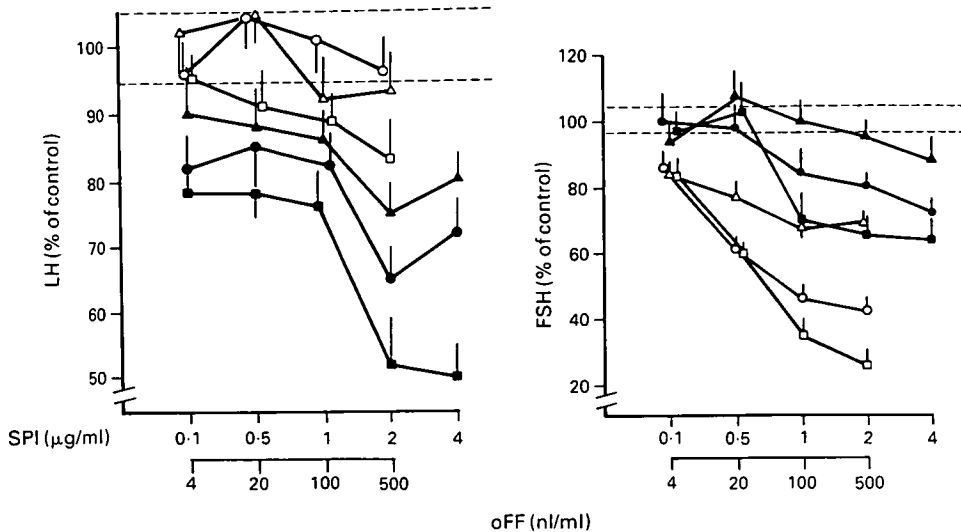 LH (% of control)
100
90
80
70
60
50
FSH (% of control)
120
100
80
60
40
20
SPI (μg/ml)
0·1 0·5 1 2 4
4 20 100 500
0·1 0·5 1 2 4
4 20 100 500
oFF (nl/ml)